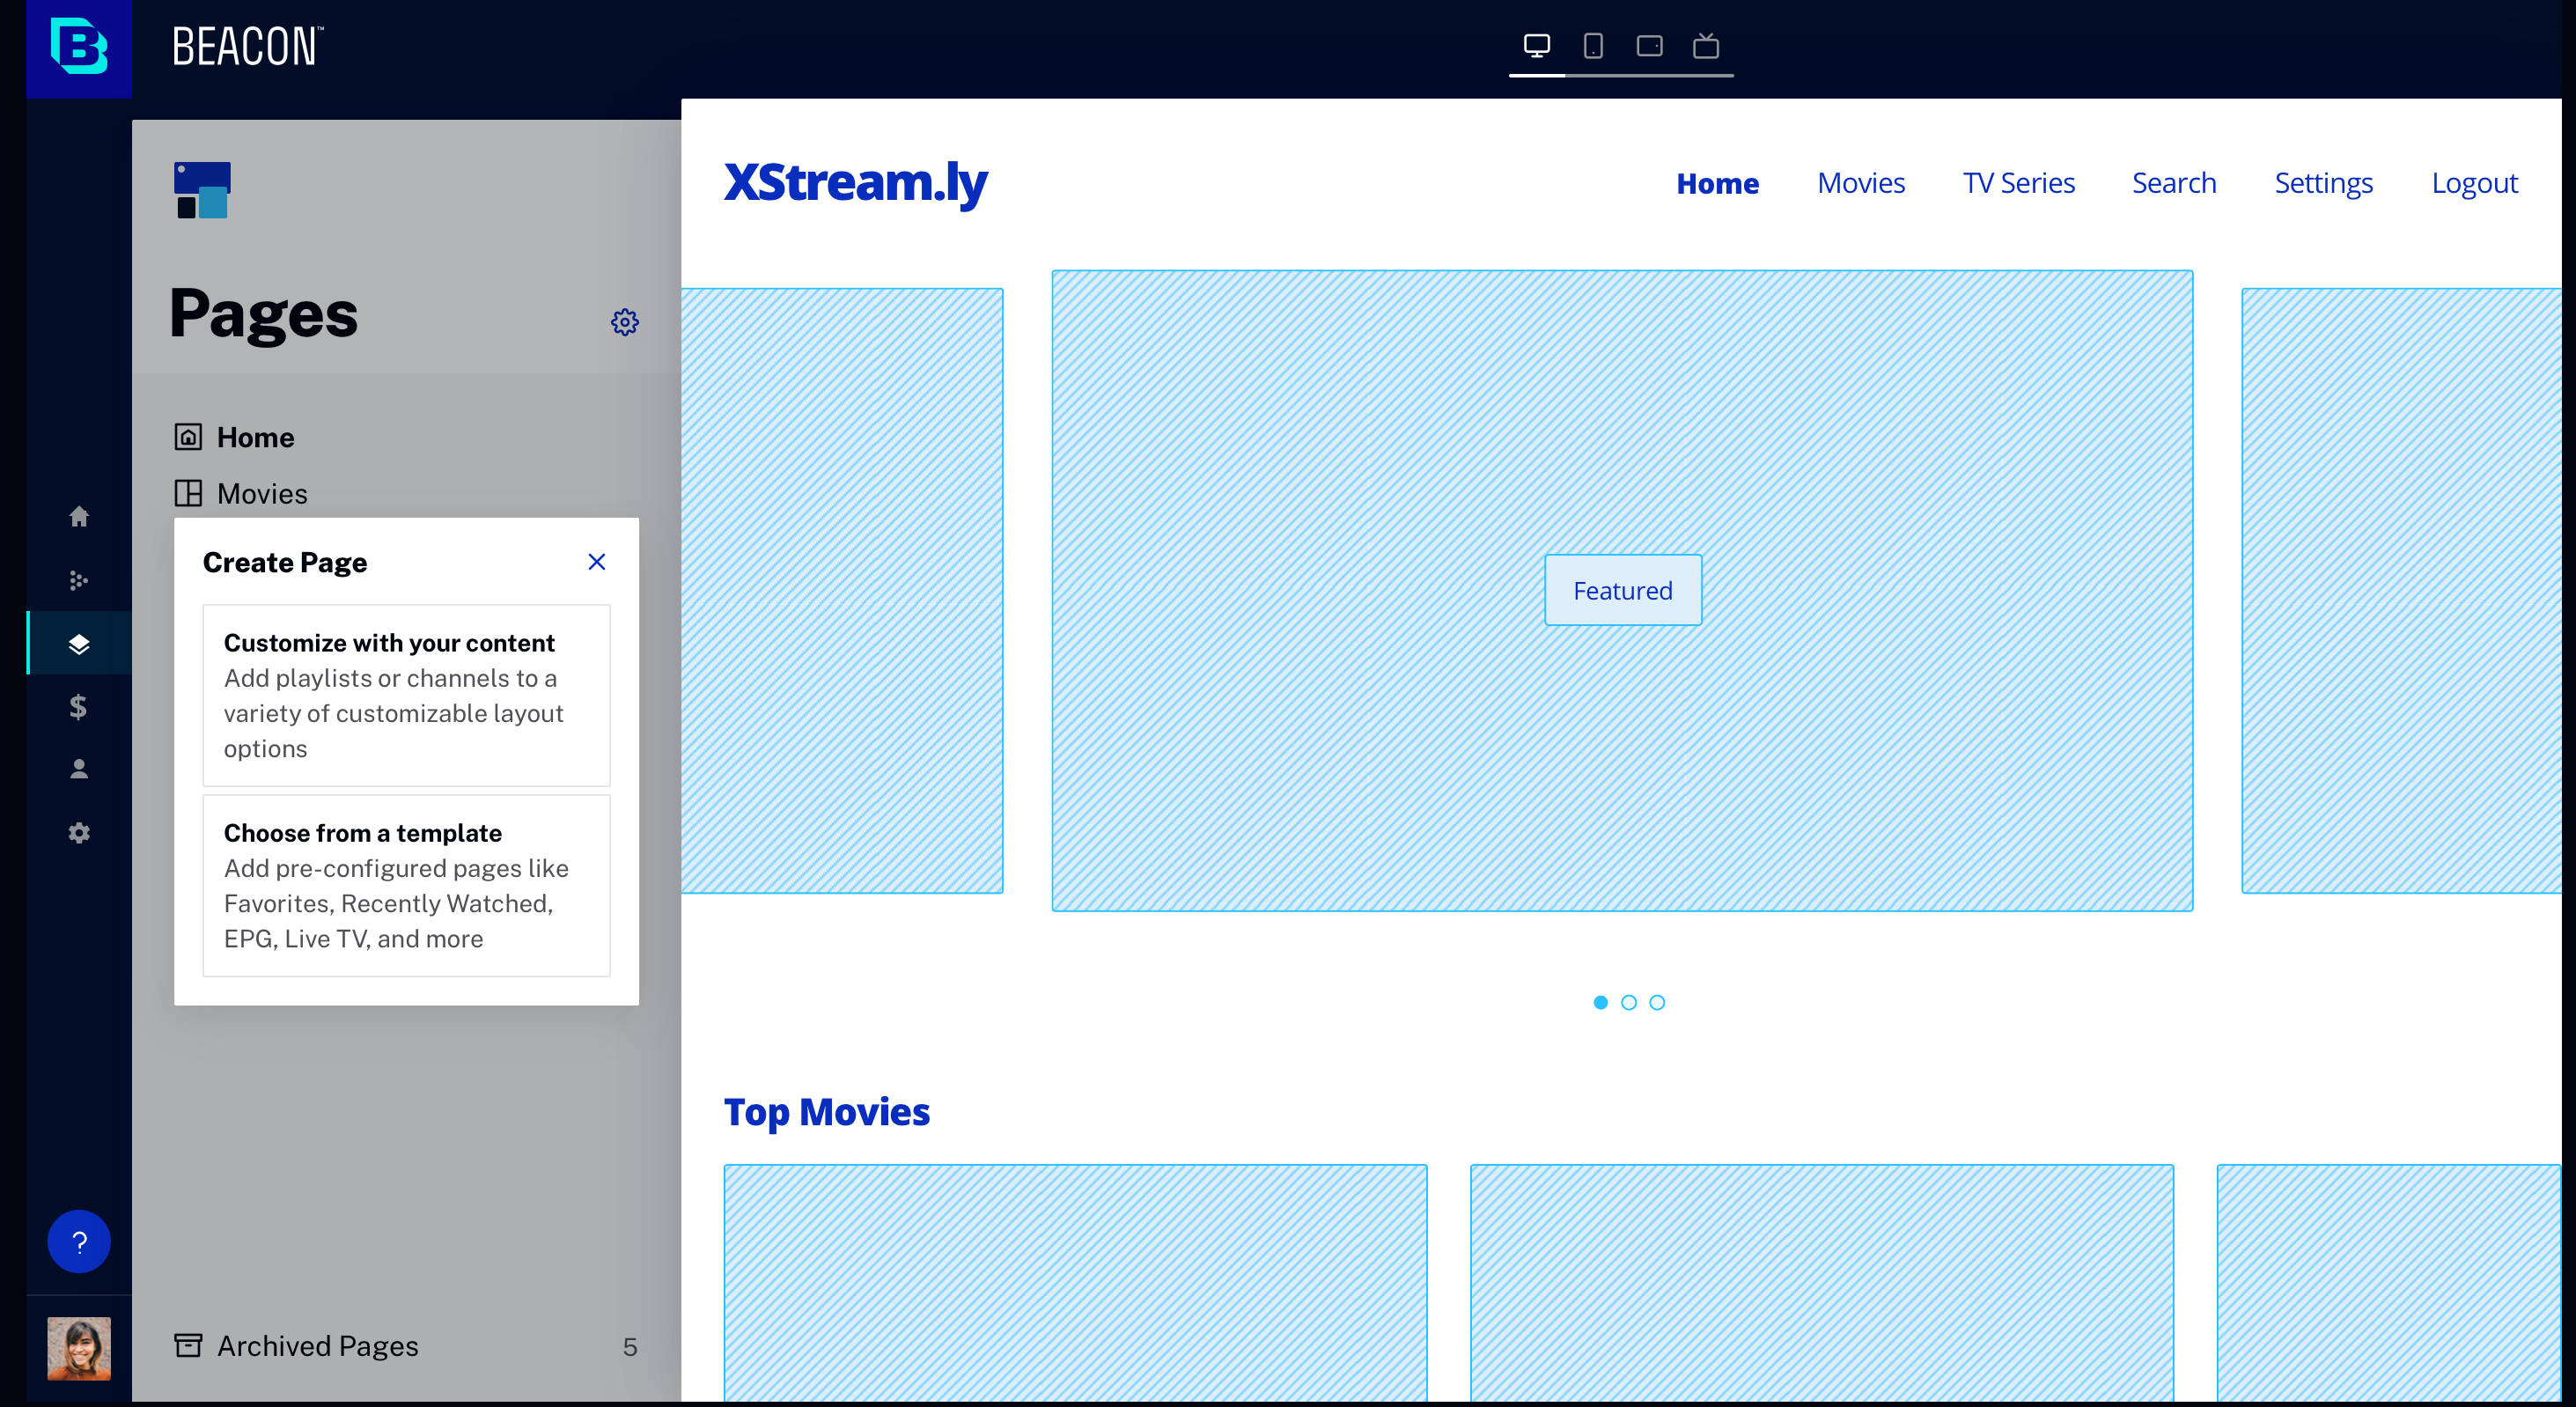 BEACON™
XStream.ly
Home Movies TV Series Search Settings Logout
Pages
Home
Movies
Create Page
Customize with your content
Add playlists or channels to a
variety of customizable layout
options
Choose from a template
Add pre-configured pages like
Favorites, Recently Watched,
EPG, Live TV, and more
?
Archived Pages 5
Featured
Top Movies